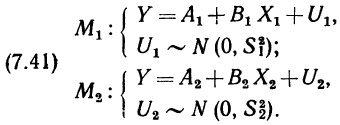 M₁: { Y = A₁ + B₁ X₁ + U₁,
U₁ ~ N (0, S₁²);
(7.41)
M₂: { Y = A₂ + B₂ X₂ + U₂,
U₂ ~ N (0, S₂²).